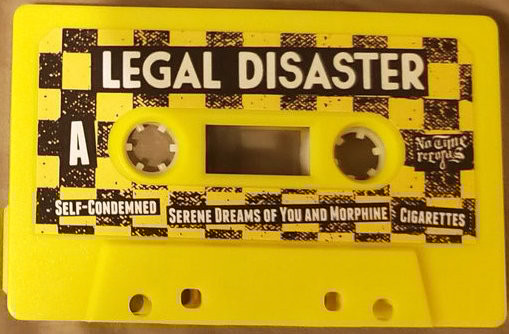 LEGAL DISASTER
A
No Time
records
SELF-CONDEMNED
SERENE DREAMS OF YOU AND MORPHINE
CIGARETTES